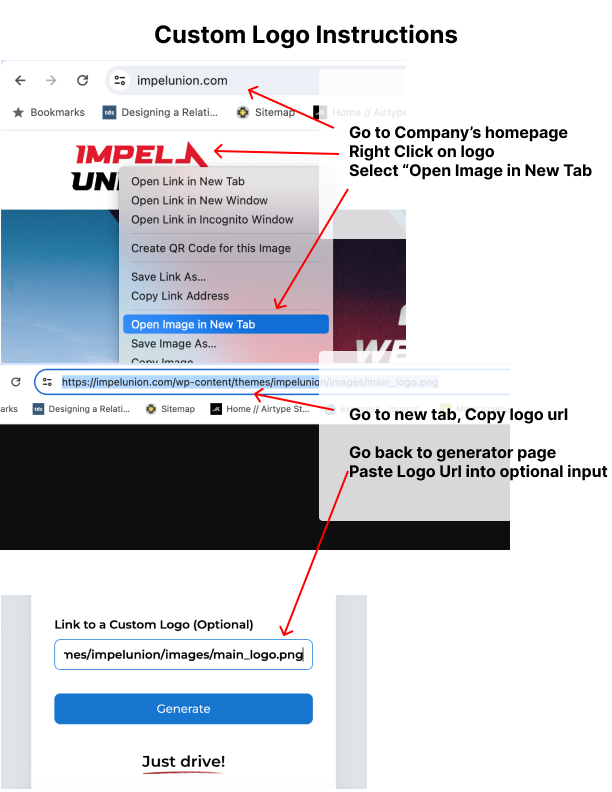 Custom Logo Instructions
impelunion.com
Bookmarks
Designing a Relati...
Sitemap
Home // Airtype
Go to Company's homepage
Right Click on logo
Select “Open Image in New Tab
IMPEL
UNI
Open Link in New Tab
Open Link in New Window
Open Link in Incognito Window
Create QR Code for this Image
Save Link As...
Copy Link Address
Open Image in New Tab
Save Image As...
Copy Image
WE
https://impelunion.com/wp-content/themes/impelunion/images/main_logo.png
arks
Designing a Relati...
Sitemap
Home // Airtype St...
Go to new tab, Copy logo url
Go back to generator page
Paste Logo Url into optional input
Link to a Custom Logo (Optional)
mes/impelunion/images/main_logo.png
Generate
Just drive!